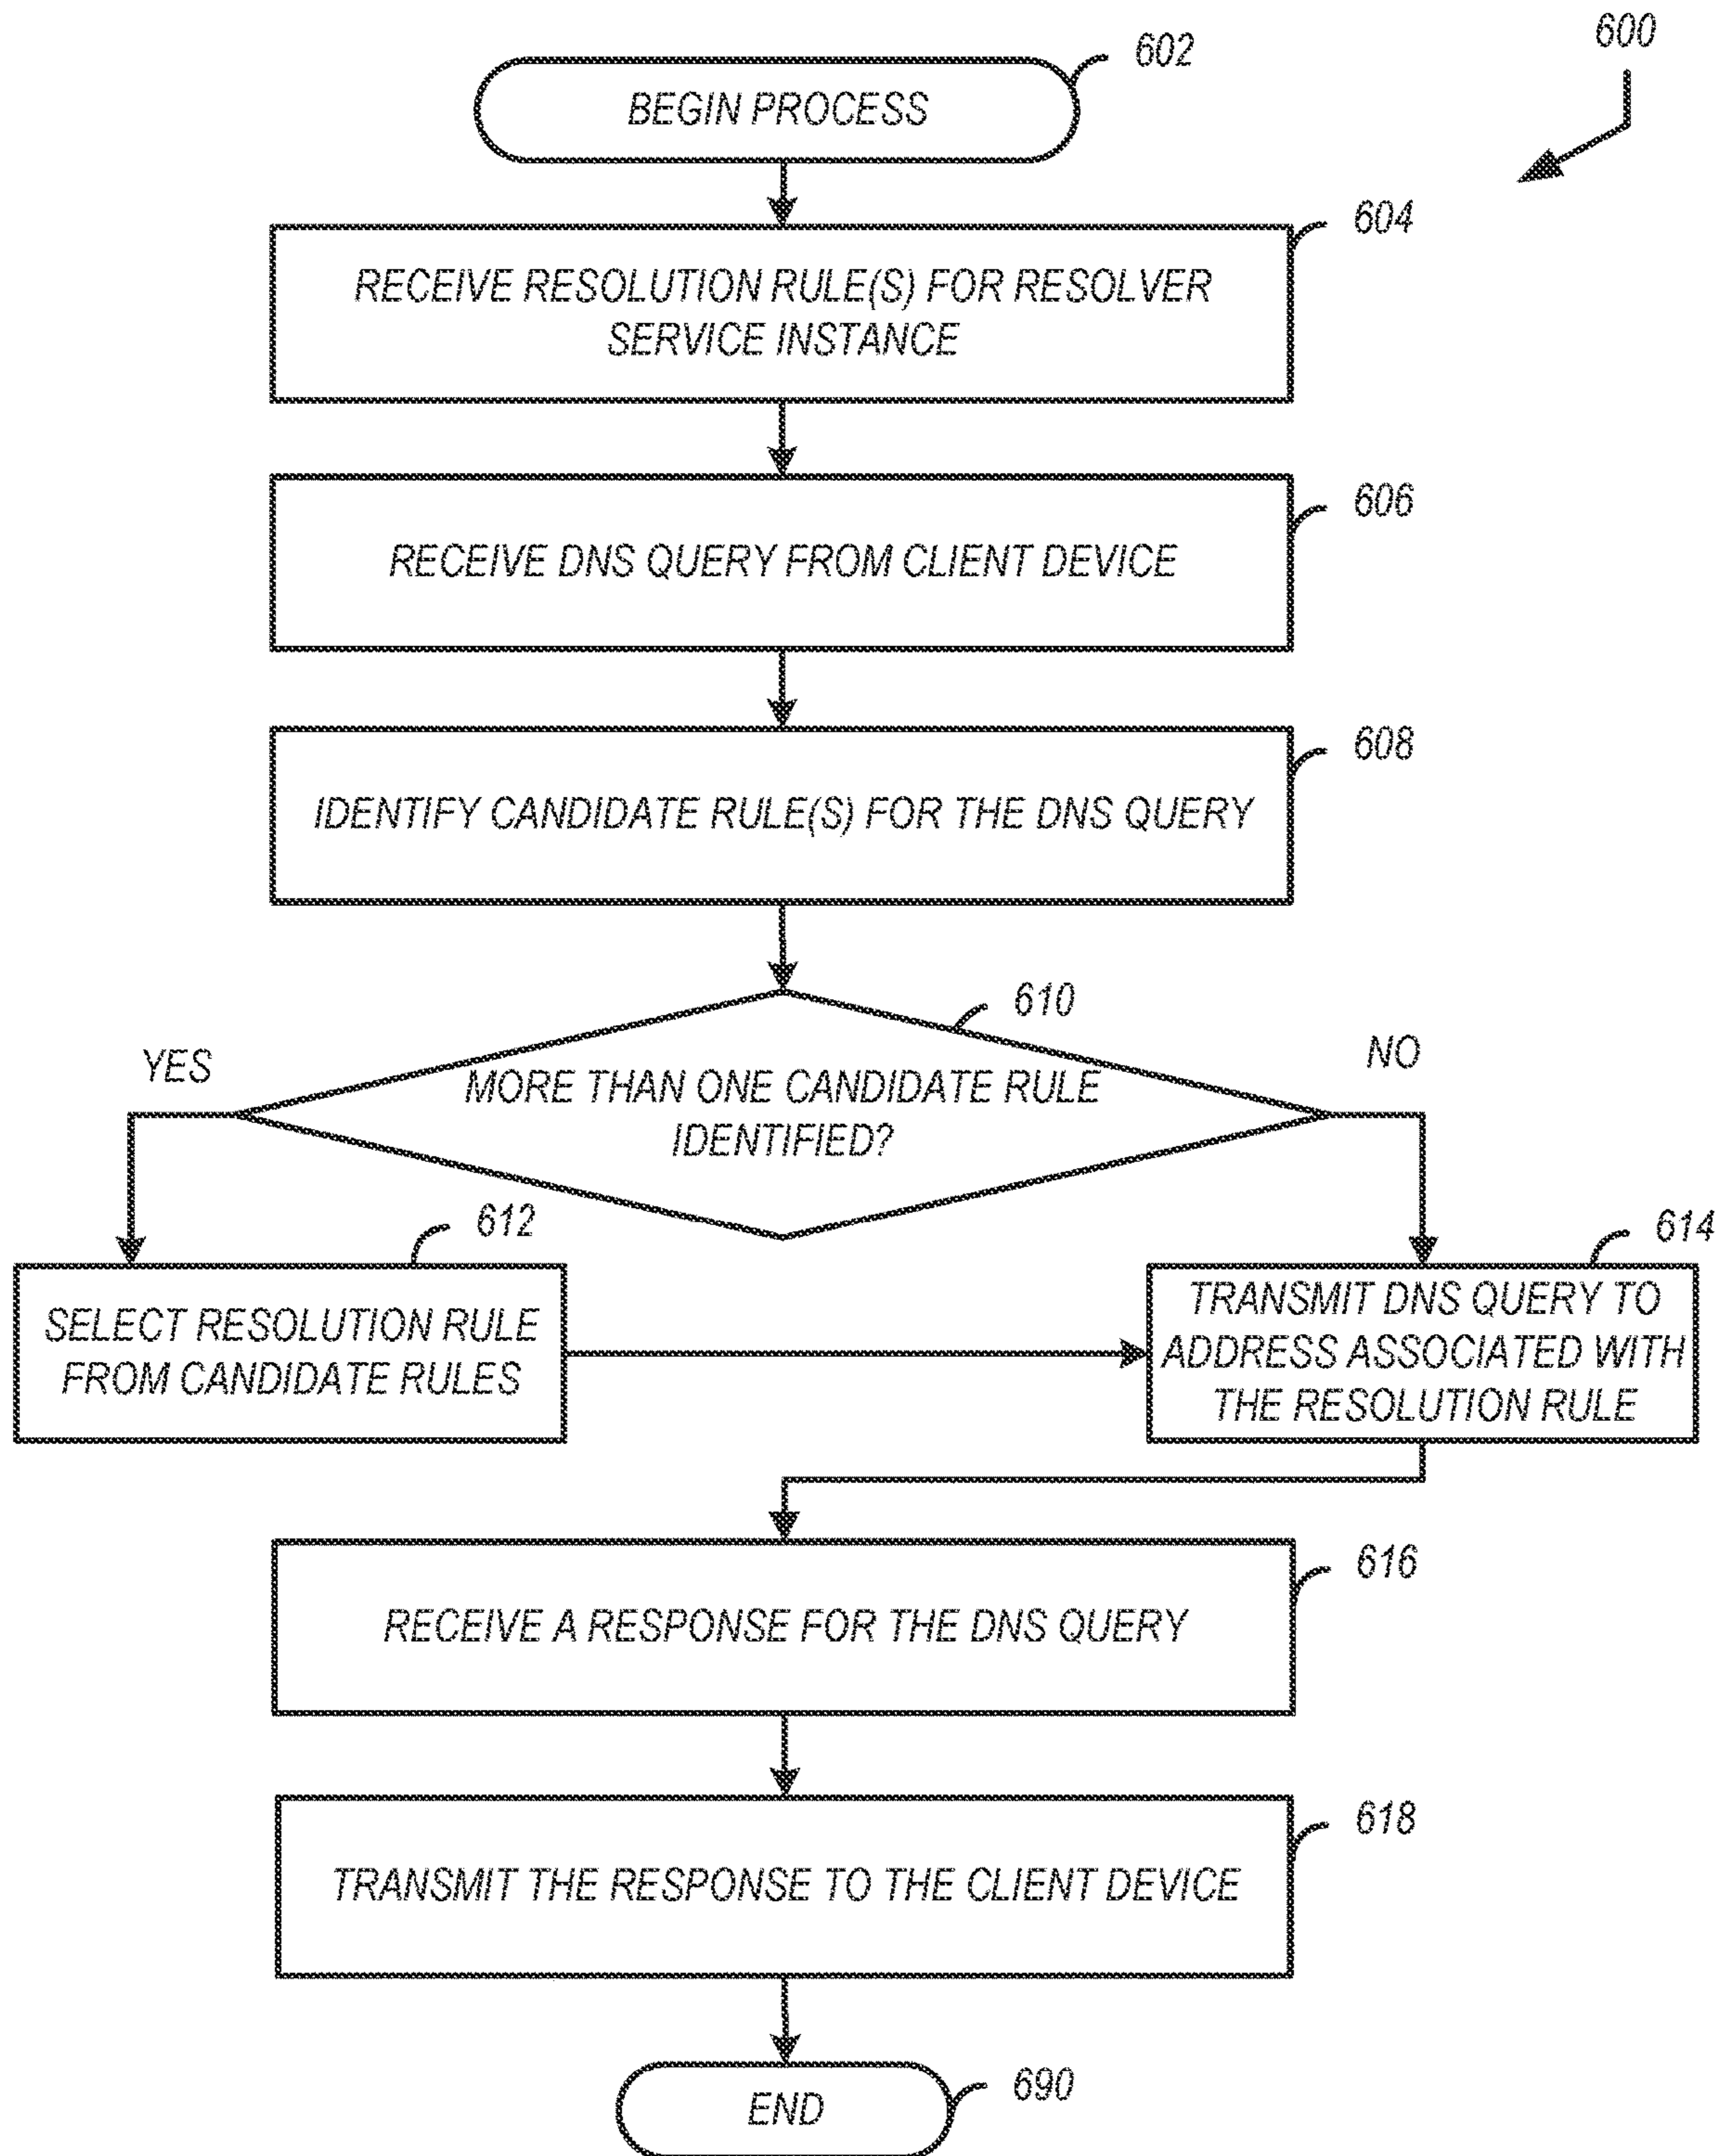 600
602
BEGIN PROCESS
604
RECEIVE RESOLUTION RULE(S) FOR RESOLVER
SERVICE INSTANCE
606
RECEIVE DNS QUERY FROM CLIENT DEVICE
608
IDENTIFY CANDIDATE RULE(S) FOR THE DNS QUERY
610
YES
NO
MORE THAN ONE CANDIDATE RULE
IDENTIFIED?
612
SELECT RESOLUTION RULE
FROM CANDIDATE RULES
614
TRANSMIT DNS QUERY TO
ADDRESS ASSOCIATED WITH
THE RESOLUTION RULE
616
RECEIVE A RESPONSE FOR THE DNS QUERY
618
TRANSMIT THE RESPONSE TO THE CLIENT DEVICE
690
END